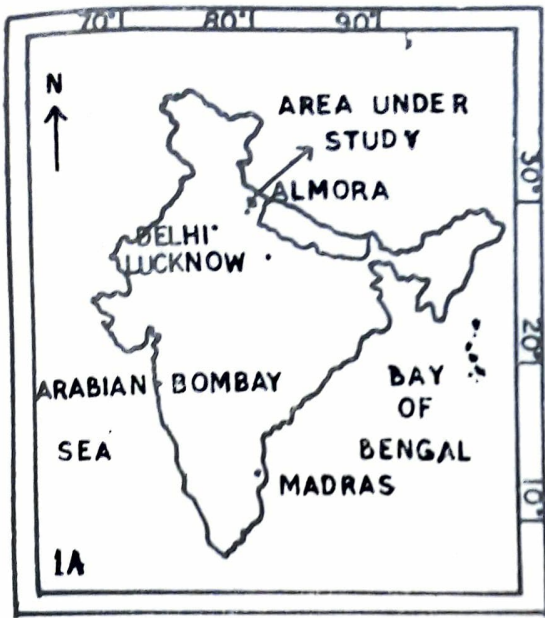 70° 80° 90°
N
AREA UNDER
STUDY
30°
ALMORA
DELHI
LUCKNOW
20°
ARABIAN BOMBAY
BAY
OF
SEA
BENGAL
MADRAS
10°
1A